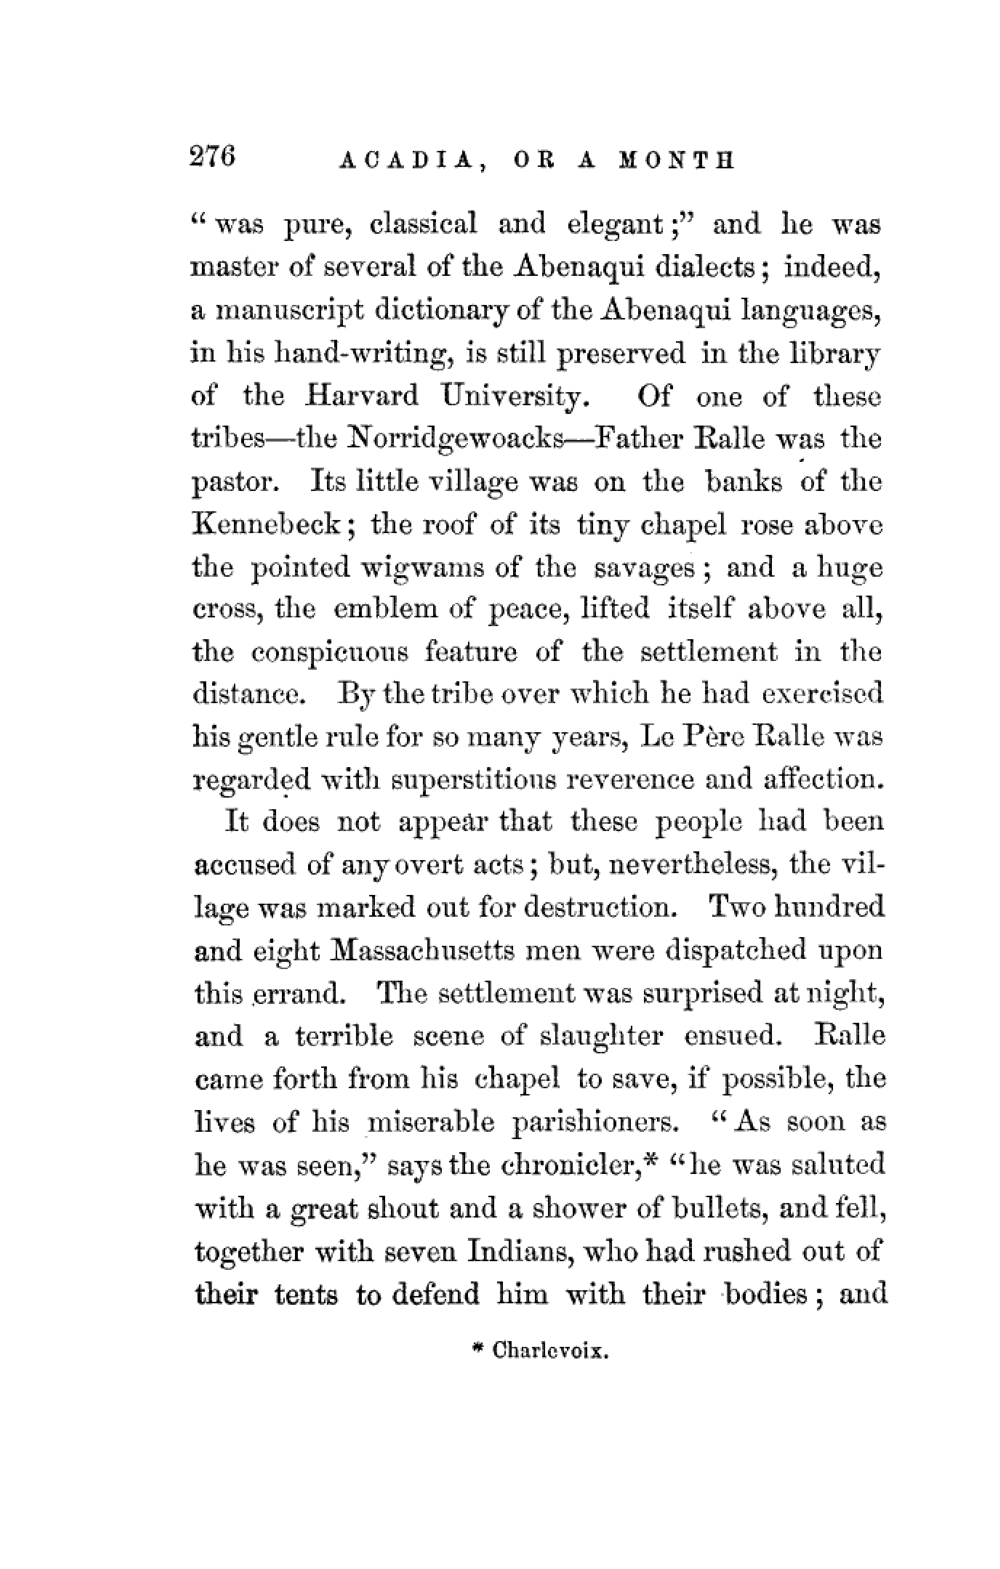 276 ACADIA, OR A MONTH
“was pure, classical and elegant;” and he was
master of several of the Abenaqui dialects; indeed,
a manuscript dictionary of the Abenaqui languages,
in his hand-writing, is still preserved in the library
of the Harvard University. Of one of these
tribes—the Norridgewoacks—Father Ralle was the
pastor. Its little village was on the banks of the
Kennebeck; the roof of its tiny chapel rose above
the pointed wigwams of the savages; and a huge
cross, the emblem of peace, lifted itself above all,
the conspicuous feature of the settlement in the
distance. By the tribe over which he had exercised
his gentle rule for so many years, Le Père Ralle was
regarded with superstitious reverence and affection.
It does not appear that these people had been
accused of any overt acts; but, nevertheless, the vil-
lage was marked out for destruction. Two hundred
and eight Massachusetts men were dispatched upon
this errand. The settlement was surprised at night,
and a terrible scene of slaughter ensued. Ralle
came forth from his chapel to save, if possible, the
lives of his miserable parishioners. “As soon as
he was seen,” says the chronicler,* “he was saluted
with a great shout and a shower of bullets, and fell,
together with seven Indians, who had rushed out of
their tents to defend him with their bodies; and
* Charlevoix.